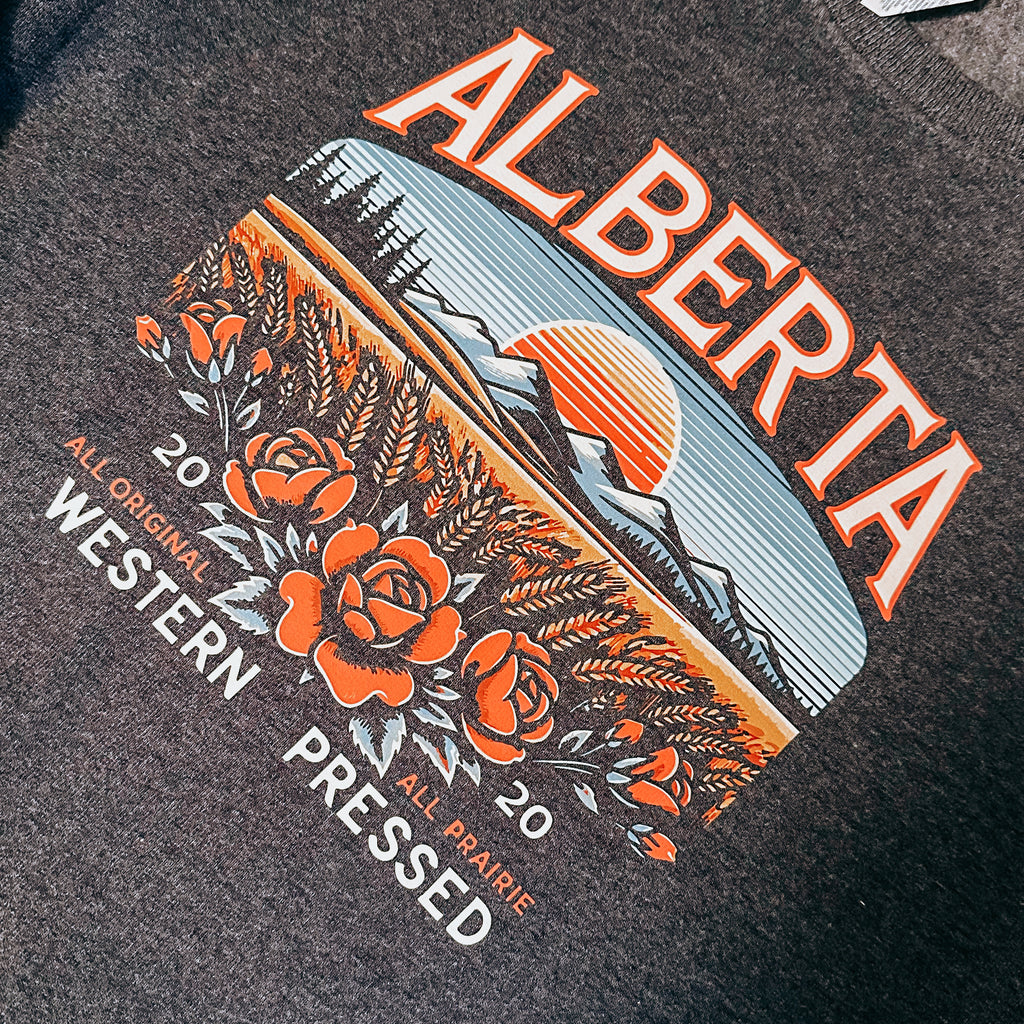 ALBERTA
20 20
ALL ORIGINAL ALL PRAIRIE
WESTERN PRESSED